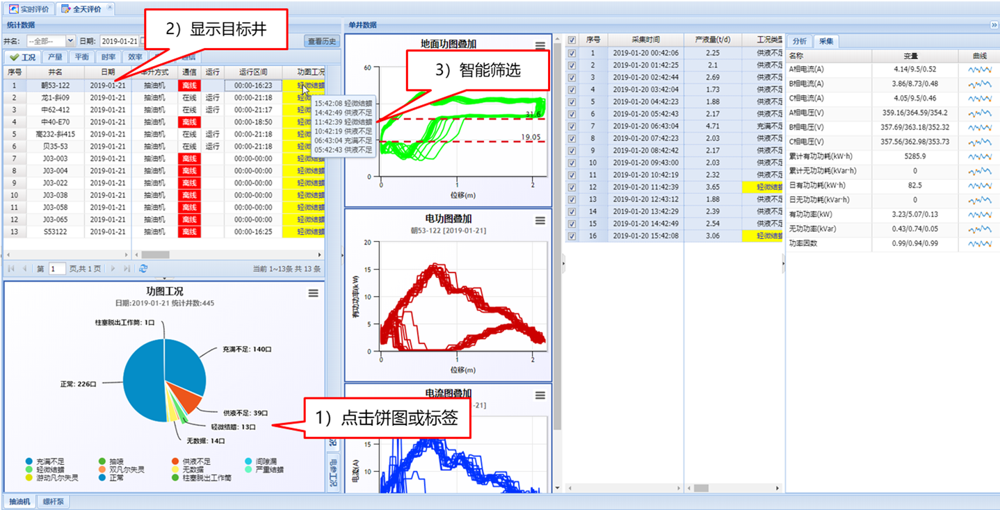 实时评价
全天评价
统计数据
单井数据
2）显示目标井
井名: --全部-- 日期: 2019-01-21
查看历史
工况 产量 平衡 时率 效率
序号 井名 日期 举升方式 通信 运行 运行区间 功图工况
1 朝53-122 2019-01-21 抽油机 离线 00:00-16:23 轻微结蜡
2 龙1-斜09 2019-01-21 抽油机 在线 运行 00:00-21:18
3 中62-412 2019-01-21 抽油机 在线 运行 00:00-21:17
4 中40-E70 2019-01-21 抽油机 离线 00:00-18:50
5 高232-斜415 2019-01-21 抽油机 在线 运行 00:00-21:18
6 贝35-53 2019-01-21 抽油机 在线 运行 00:00-21:18
7 J03-003 2019-01-21 抽油机 离线 00:00-00:00 轻微结蜡
8 J03-004 2019-01-21 抽油机 离线 00:00-00:00 轻微结蜡
9 J03-022 2019-01-21 抽油机 离线 00:00-00:00 轻微结蜡
10 J03-038 2019-01-21 抽油机 离线 00:00-00:00 轻微结蜡
11 J03-058 2019-01-21 抽油机 离线 00:00-00:00 轻微结蜡
12 J03-065 2019-01-21 抽油机 离线 00:00-00:00 轻微结蜡
13 S53122 2019-01-21 抽油机 离线 00:00-16:25 轻微结蜡
15:42:08 轻微结蜡
14:42:49 供液不足
11:42:39 轻微结蜡
10:42:19 供液不足
06:43:04 充满不足
05:42:43 供液不足
第 1 页,共 1 页
当前 1~13条 共 13 条
功图工况
日期:2019-01-21 统计井数:445
柱塞脱出工作筒: 1口
充满不足: 140口
正常: 226口
供液不足: 39口
轻微结蜡: 13口
无数据: 14口
1）点击饼图或标签
充满不足 抽喷 供液不足 间隙漏
轻微结蜡 双凡尔失灵 无数据 严重结蜡
游动凡尔失灵 正常 柱塞脱出工作筒
电参工况
抽油机 螺杆泵
地面功图叠加
3）智能筛选
60
31.6
19.05
0
0 1 2
位移(m)
电功图叠加
朝53-122 [2019-01-21]
有功功率(kW)
20
15
10
5
0
0 1 2
位移(m)
电流图叠加
-21]
电流(A)
15
10
序号 采集时间 产液量(t/d) 工况类型
1 2019-01-20 00:42:06 2.25 供液不足
2 2019-01-20 01:42:25 2.1 供液不足
3 2019-01-20 02:42:44 2.69 供液不足
4 2019-01-20 03:42:04 1.73 供液不足
5 2019-01-20 04:42:23 1.88 供液不足
6 2019-01-20 05:42:43 2.17 供液不足
7 2019-01-20 06:43:04 4.71 充满不足
8 2019-01-20 07:42:23 2.03 供液不足
9 2019-01-20 08:42:42 2.17 供液不足
10 2019-01-20 09:43:00 2.03 供液不足
11 2019-01-20 10:42:19 2.32 供液不足
12 2019-01-20 11:42:39 3.65 轻微结蜡
13 2019-01-20 12:43:12 1.88 供液不足
14 2019-01-20 13:42:29 2.39 供液不足
15 2019-01-20 14:42:49 2.54 供液不足
16 2019-01-20 15:42:08 3.06 轻微结蜡
分析 采集
名称 变量 曲线
A相电流(A) 4.14/9.5/0.52
B相电流(A) 3.86/8.73/0.48
C相电流(A) 4.05/9.5/0.46
A相电压(V) 359.16/364.59/354.2
B相电压(V) 357.69/363.18/352.32
C相电压(V) 357.56/362.98/353.73
累计有功功耗(kW·h) 5285.9
累计无功功耗(kVar·h) 0
日有功功耗(kW·h) 82.5
日无功功耗(kVar·h) 0
有功功率(kW) 3.23/5.07/0.13
无功功率(kVar) 0.43/0.74/0.05
功率因数 0.99/0.94/0.99